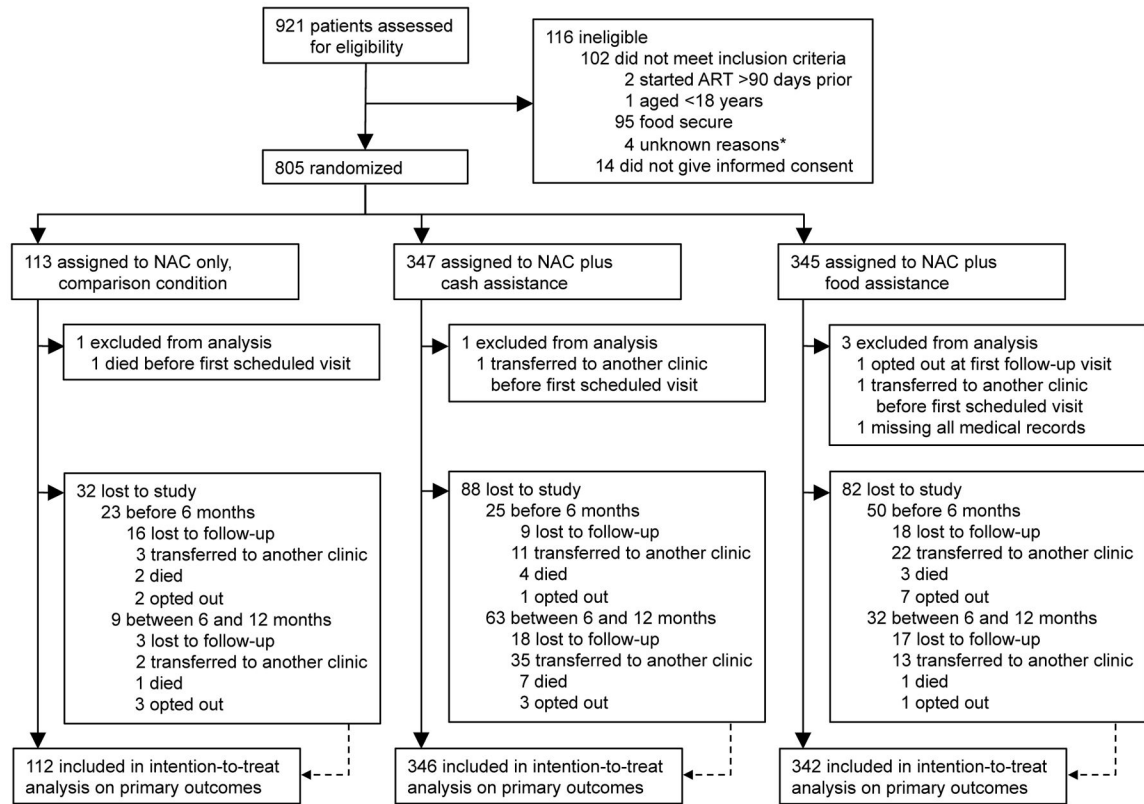 921 patients assessed
for eligibility
116 ineligible
102 did not meet inclusion criteria
2 started ART >90 days prior
1 aged <18 years
95 food secure
4 unknown reasons*
14 did not give informed consent
805 randomized
113 assigned to NAC only,
comparison condition
347 assigned to NAC plus
cash assistance
345 assigned to NAC plus
food assistance
1 excluded from analysis
1 died before first scheduled visit
1 excluded from analysis
1 transferred to another clinic
before first scheduled visit
3 excluded from analysis
1 opted out at first follow-up visit
1 transferred to another clinic
before first scheduled visit
1 missing all medical records
32 lost to study
23 before 6 months
16 lost to follow-up
3 transferred to another clinic
2 died
2 opted out
9 between 6 and 12 months
3 lost to follow-up
2 transferred to another clinic
1 died
3 opted out
88 lost to study
25 before 6 months
9 lost to follow-up
11 transferred to another clinic
4 died
1 opted out
63 between 6 and 12 months
18 lost to follow-up
35 transferred to another clinic
7 died
3 opted out
82 lost to study
50 before 6 months
18 lost to follow-up
22 transferred to another clinic
3 died
7 opted out
32 between 6 and 12 months
17 lost to follow-up
13 transferred to another clinic
1 died
1 opted out
112 included in intention-to-treat
analysis on primary outcomes
346 included in intention-to-treat
analysis on primary outcomes
342 included in intention-to-treat
analysis on primary outcomes